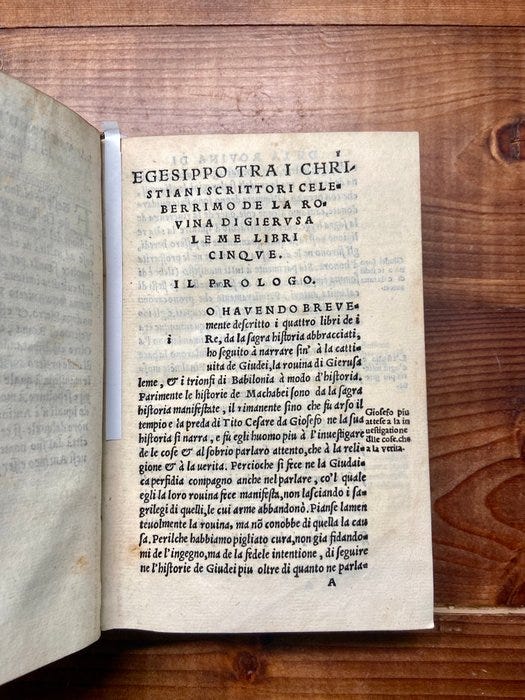 1
EGESIPPO TRA I CHRI-
STIANI SCRITTORI CELE-
BERRIMO DE LA RO-
VINA DI GIERVSA
LEME LIBRI
CINQVE.
IL PROLOGO.
i
O HAVENDO BREVE-
mente descritto i quattro libri de i
Re, da la sagra historia abbracciati,
ho seguito à narrare sin' à la catti-
uita de Giudei, la rouina di Gierusa
leme, & i trionfi di Babilonia à modo d'historia.
Parimente le historie de Machabei sono da la sagra
historia manifestate, il rimanente sino che fu arso il
tempio e la preda di Tito Cesare da Giosefo ne la sua
historia si narra, e fù egli huomo più à l'inuestigare
de le cose & al sobrio parlaro attento, che à la reli-
gione & à la uerita. Percioche si fece ne la Giudai
ca perfidia compagno anche nel parlare, co'l quale
egli la loro rouina fece manifesta, non lasciando i sa-
grilegi di quelli, le cui arme abbandonò. Pianse lamen
teuolmente la rouina, ma nõ conobbe di quella la cau
sa. Perilche habbiamo pigliato cura, non gia fidando-
mi de l'ingegno, ma de la fedele intentione, di seguire
ne l'historie de Giudei piu oltre di quanto ne parla-
A
Giosefo piu
attese a la in
uestigatione
dlle cose, che
a la verita.